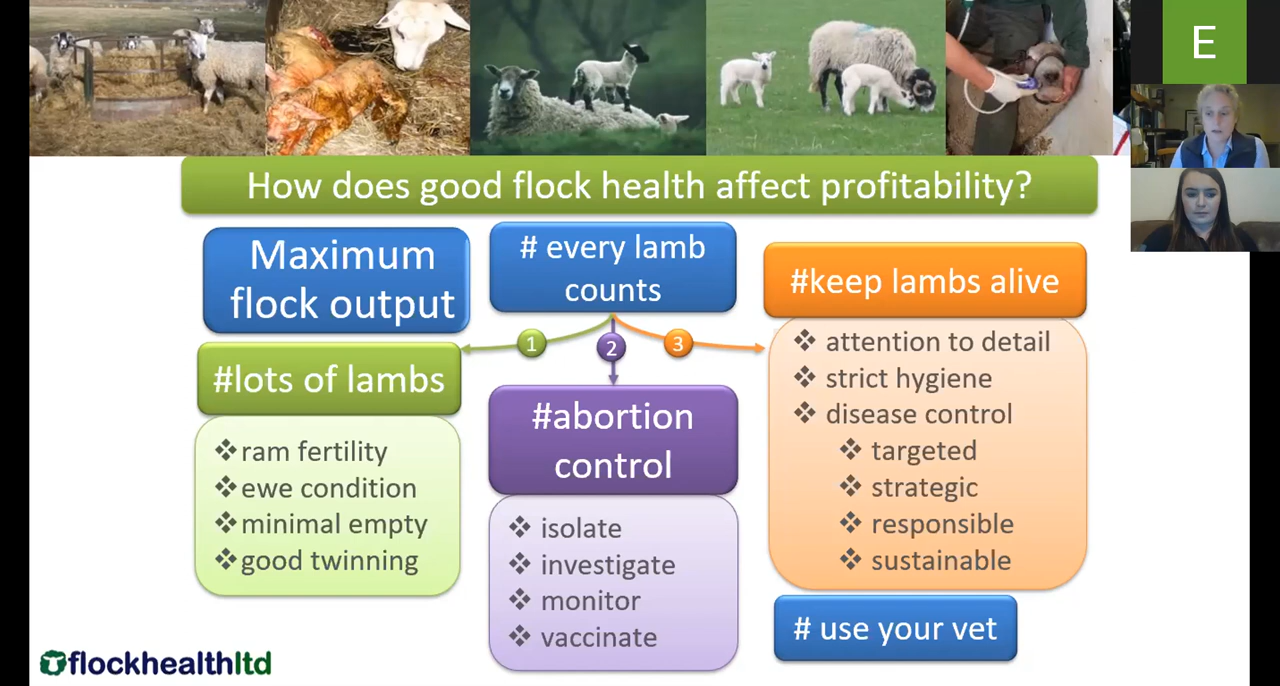 E
How does good flock health affect profitability?
Maximum
flock output
# every lamb
counts
#keep lambs alive
1
2
3
#lots of lambs
ram fertility
ewe condition
minimal empty
good twinning
#abortion
control
isolate
investigate
monitor
vaccinate
attention to detail
strict hygiene
disease control
targeted
strategic
responsible
sustainable
# use your vet
flockhealthltd